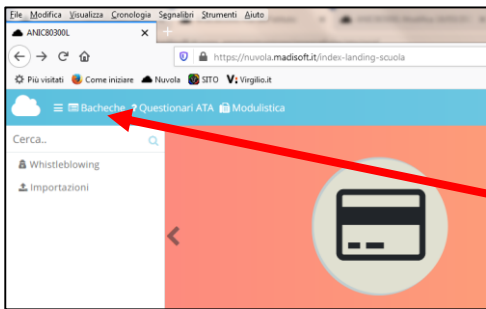 File Modifica Visualizza Cronologia Segnalibri Strumenti Aiuto
ANIC80300L
https://nuvola.madisoft.it/index-landing-scuola
Più visitati Come iniziare Nuvola SITO Virgilio.it
Bacheche ? Questionari ATA Modulistica
Cerca..
Whistleblowing
Importazioni